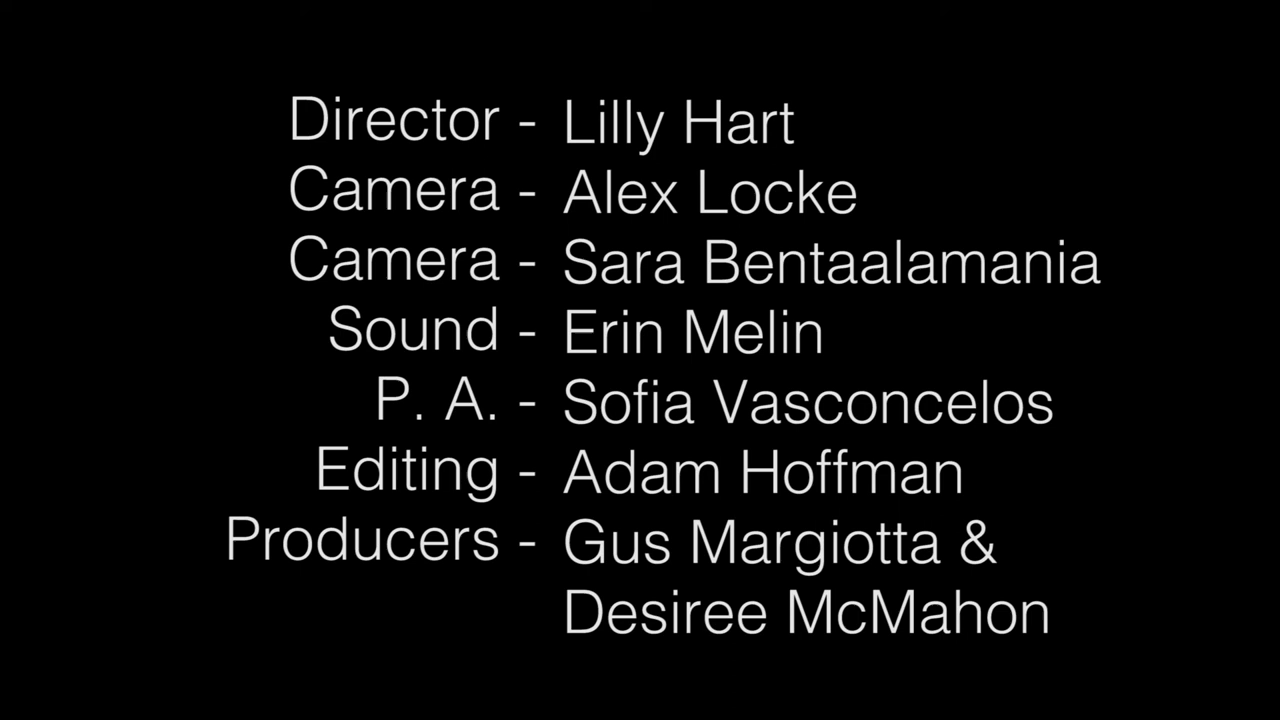 Director - Lilly Hart
Camera - Alex Locke
Camera - Sara Bentaalamania
Sound - Erin Melin
P. A. - Sofia Vasconcelos
Editing - Adam Hoffman
Producers - Gus Margiotta &
Desiree McMahon